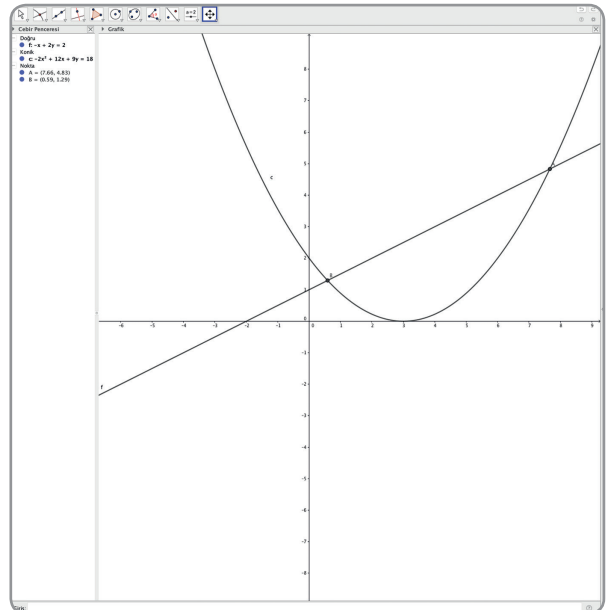 a=2
Cebir Penceresi
Grafik
Doğru
f: -x + 2y = 2
Konik
c: -2x² + 12x + 9y = 18
Nokta
A = (7.66, 4.83)
B = (0.59, 1.29)
8
7
6
c
5
A
4
3
2
B
1
0
-6 -5 -4 -3 -2 -1 0 1 2 3 4 5 6 7 8 9
-1
f
-2
-3
-4
-5
-6
-7
-8
Giriş: